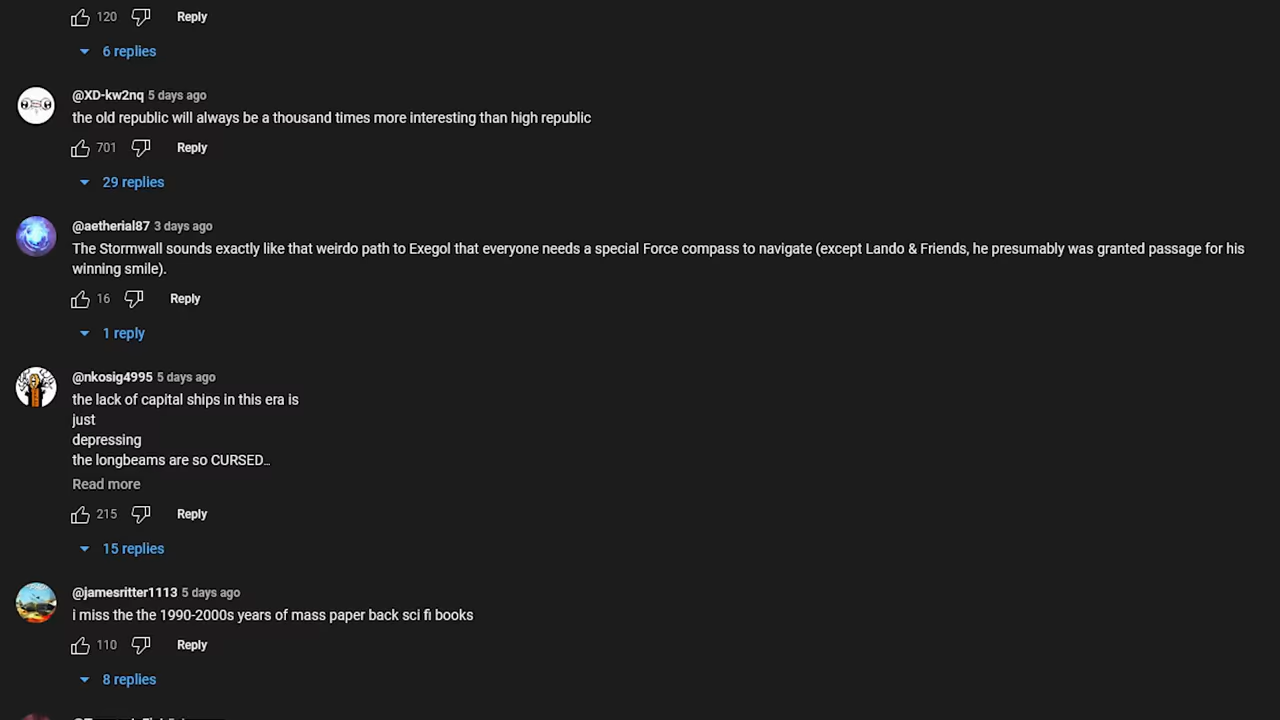 120 Reply
6 replies
@XD-kw2nq 5 days ago
the old republic will always be a thousand times more interesting than high republic
701 Reply
29 replies
@aetherial87 3 days ago
The Stormwall sounds exactly like that weirdo path to Exegol that everyone needs a special Force compass to navigate (except Lando & Friends, he presumably was granted passage for his
winning smile).
16 Reply
1 reply
@nkosig4995 5 days ago
the lack of capital ships in this era is
just
depressing
the longbeams are so CURSED…
Read more
215 Reply
15 replies
@jamesritter1113 5 days ago
i miss the the 1990-2000s years of mass paper back sci fi books
110 Reply
8 replies